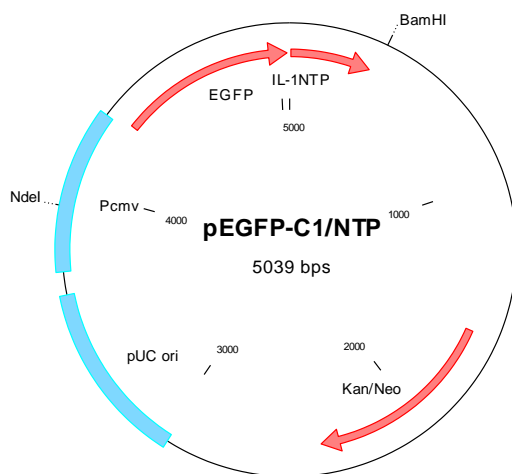 BamHI
IL-1NTP
EGFP
5000
NdeI
Pcmv
4000
1000
pEGFP-C1/NTP
5039 bps
pUC ori
3000
2000
Kan/Neo